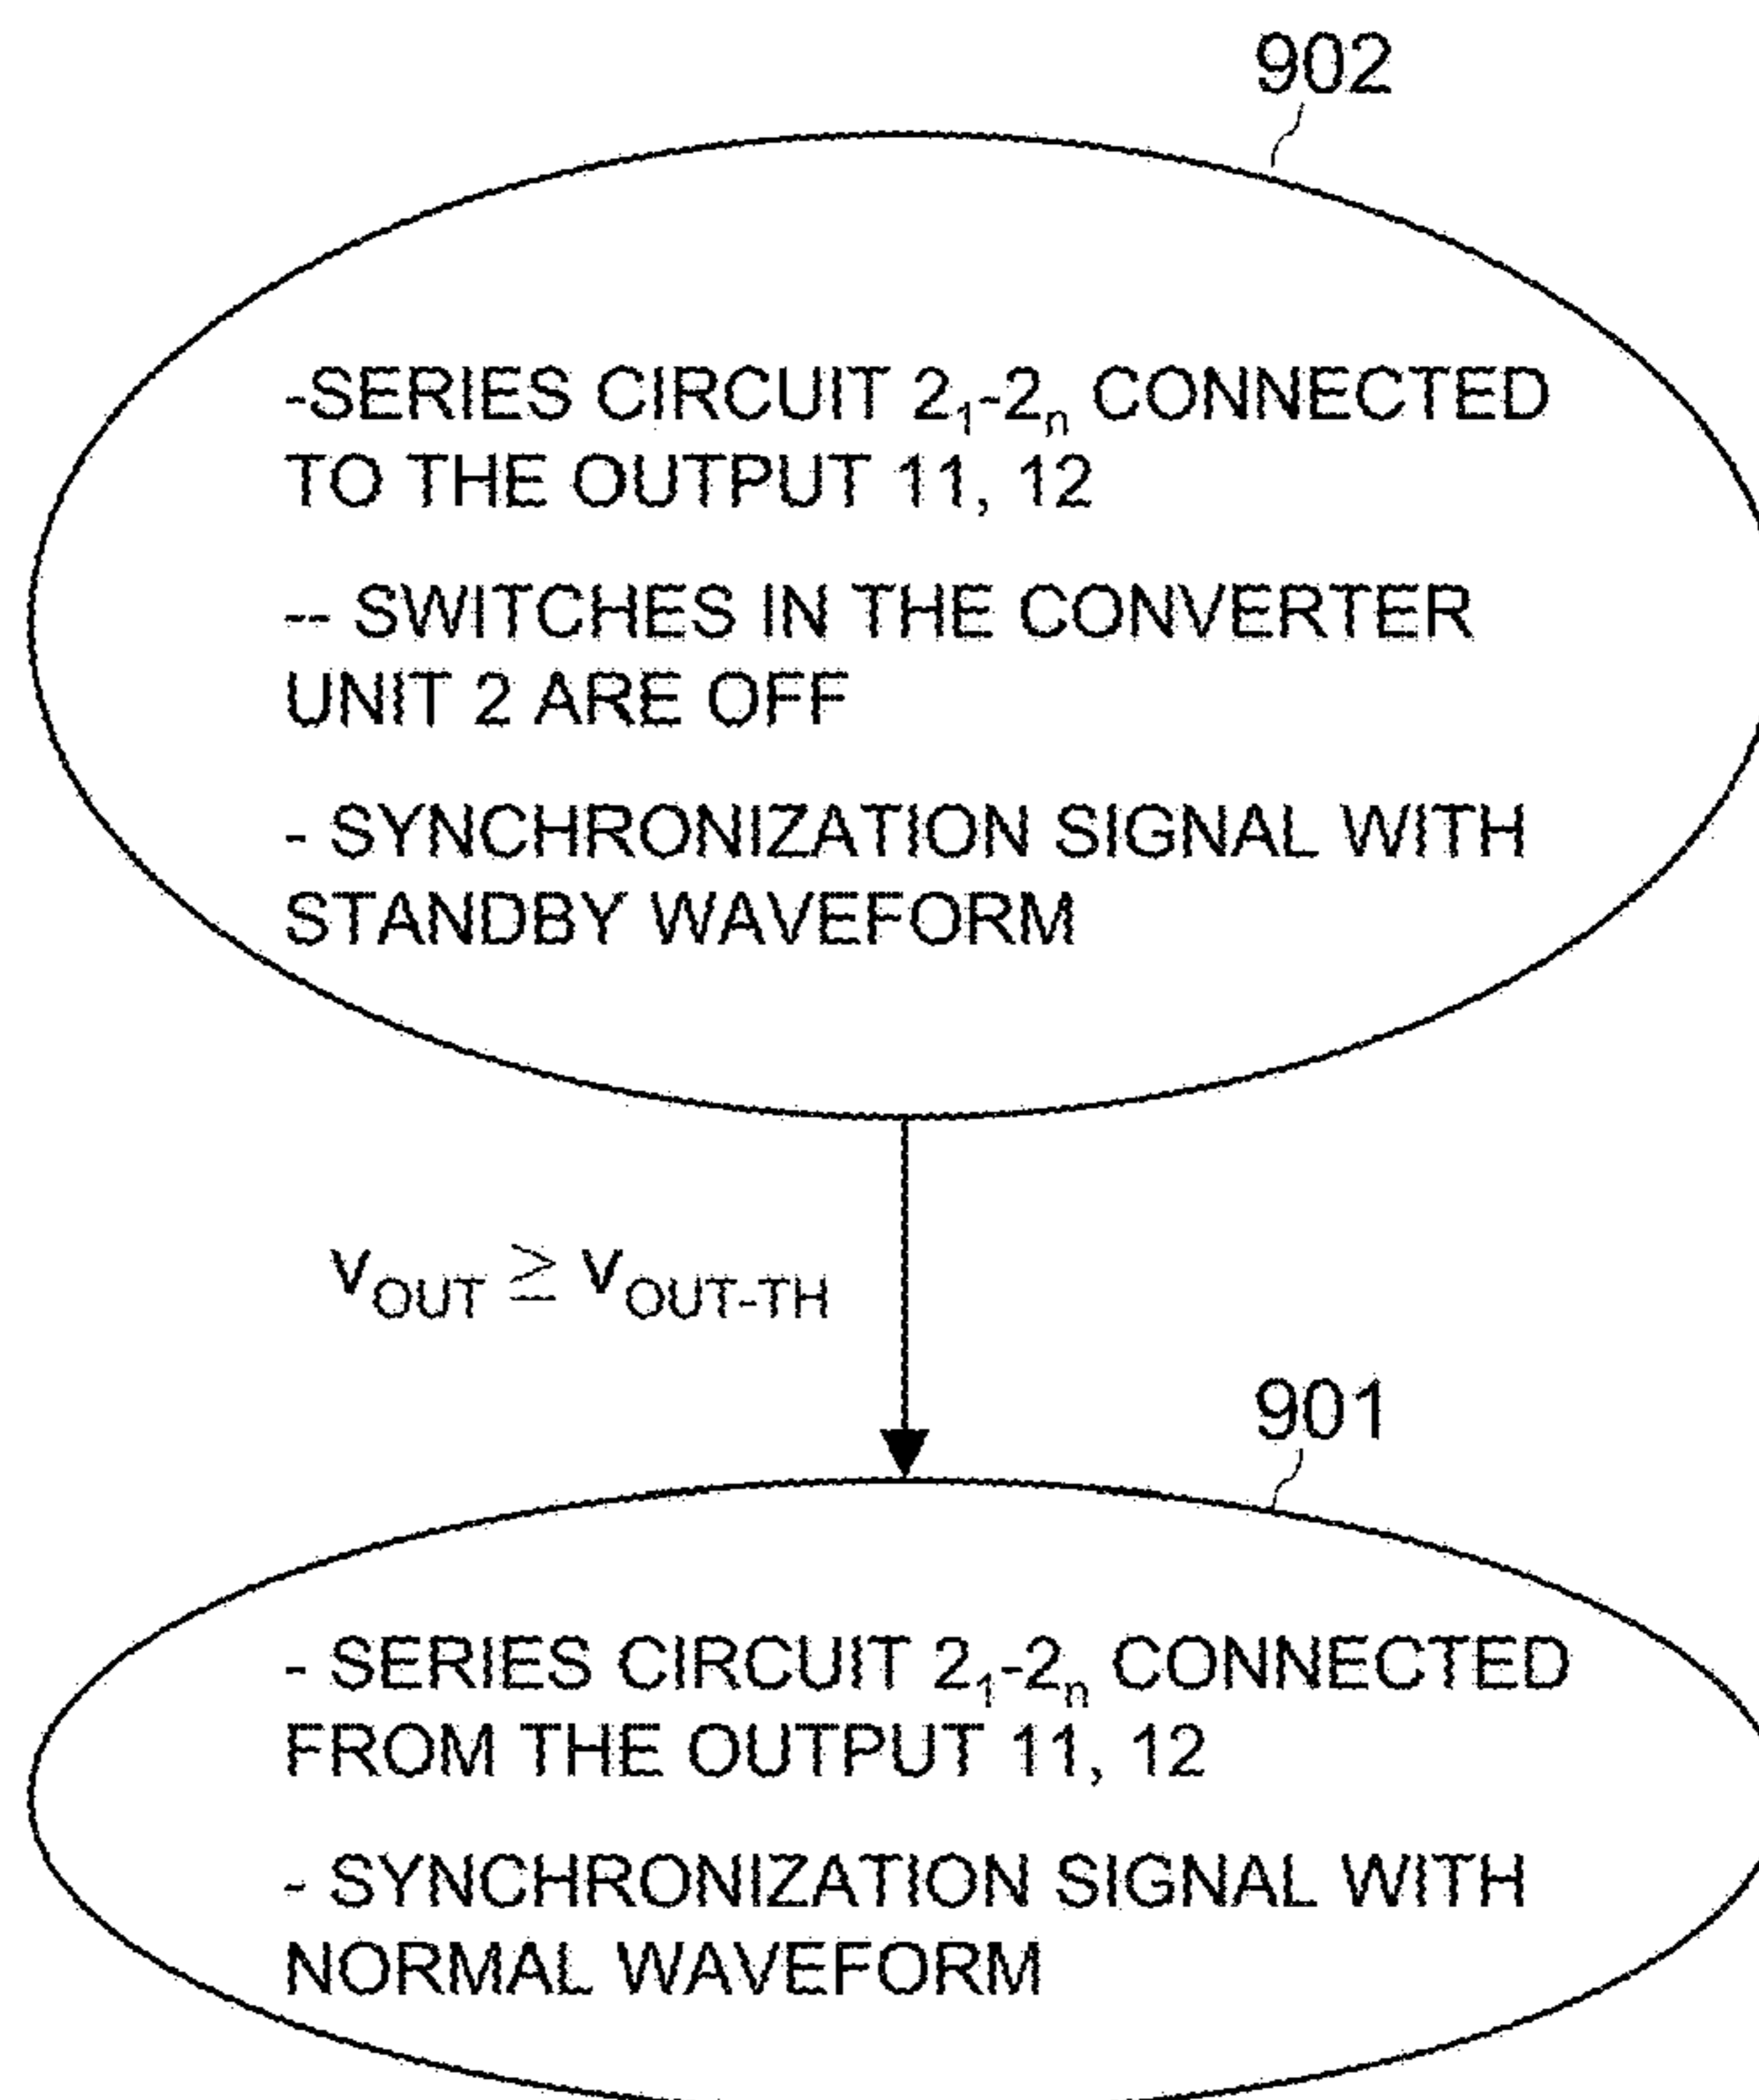 902
-SERIES CIRCUIT 2₁-2ₙ CONNECTED
TO THE OUTPUT 11, 12
-- SWITCHES IN THE CONVERTER
UNIT 2 ARE OFF
- SYNCHRONIZATION SIGNAL WITH
STANDBY WAVEFORM
V_OUT ≥ V_OUT-TH
901
- SERIES CIRCUIT 2₁-2ₙ CONNECTED
FROM THE OUTPUT 11, 12
- SYNCHRONIZATION SIGNAL WITH
NORMAL WAVEFORM